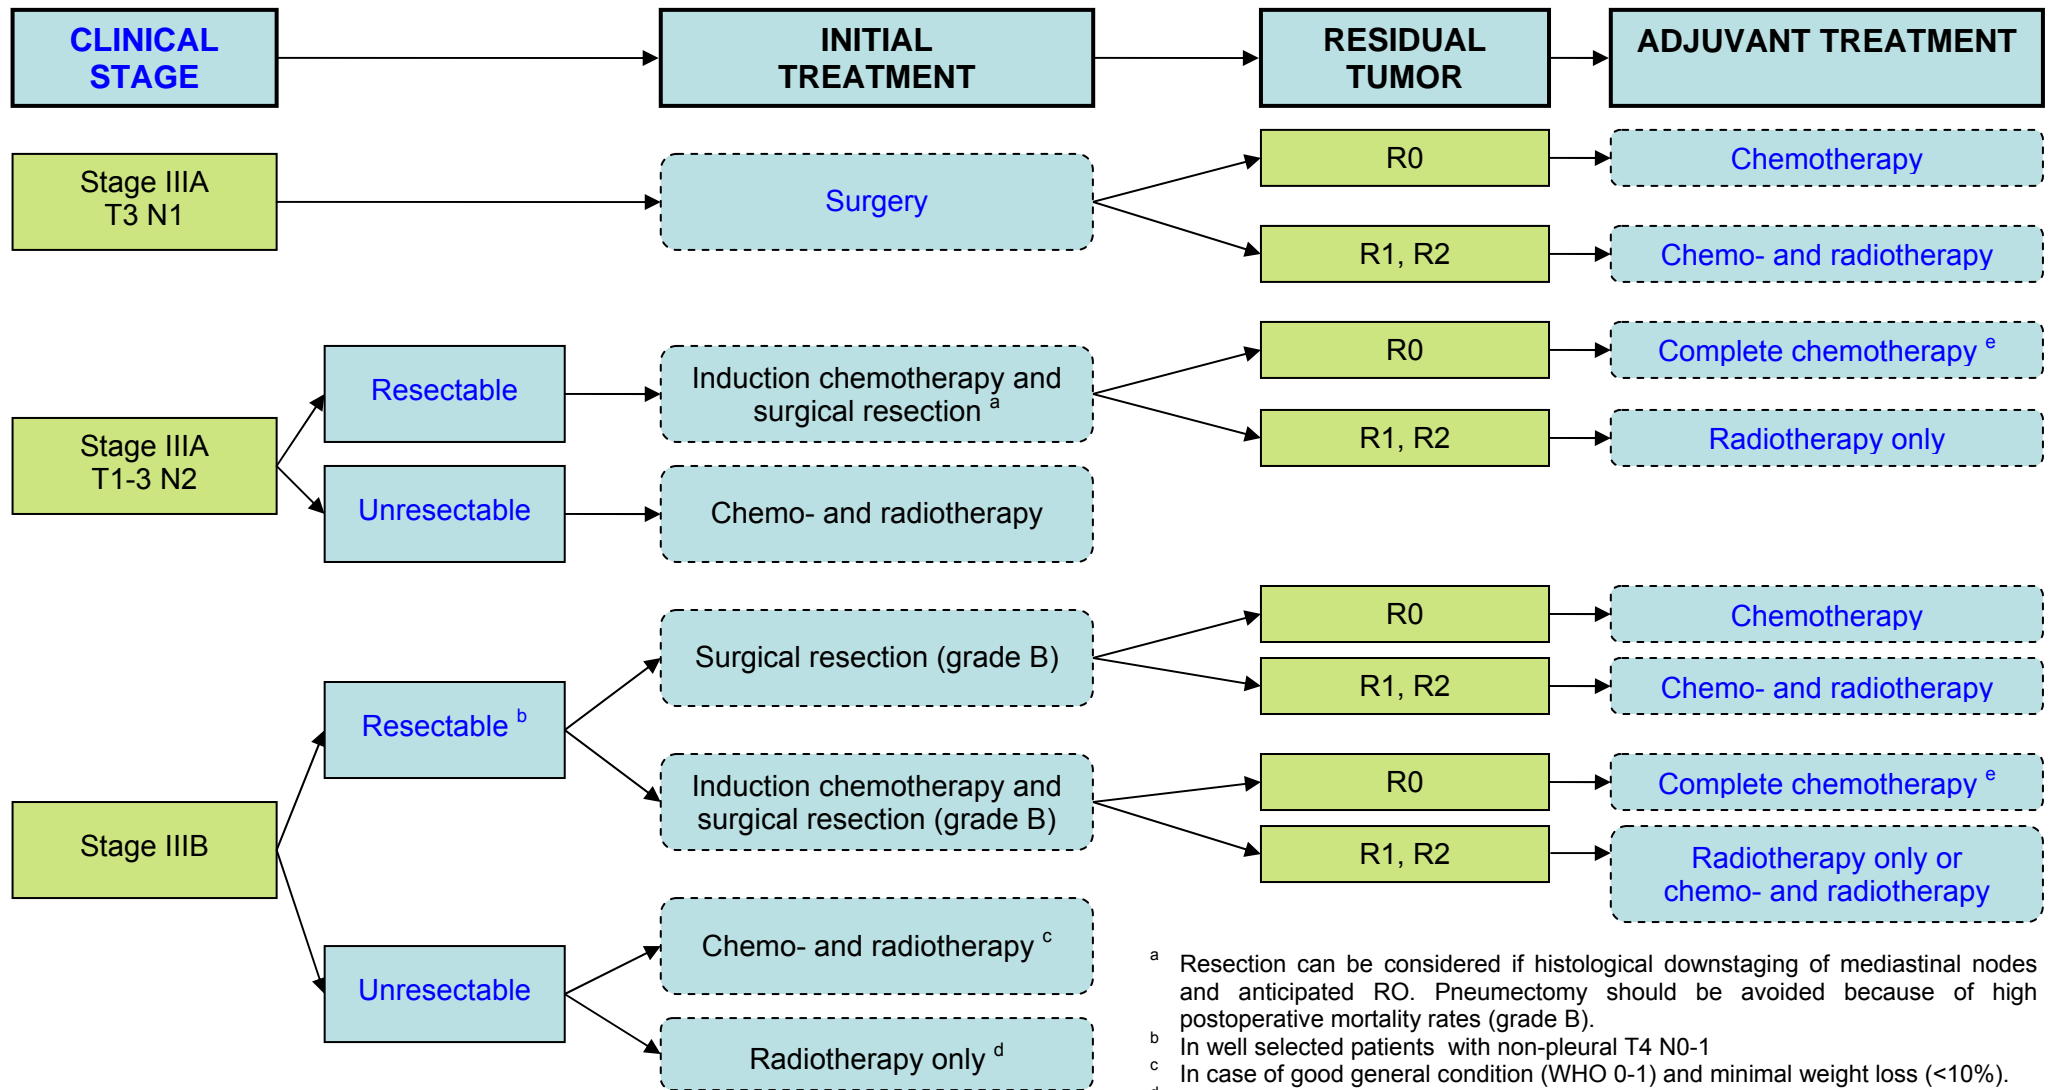 CLINICAL
STAGE
INITIAL
TREATMENT
RESIDUAL
TUMOR
ADJUVANT TREATMENT
Stage IIIA
T3 N1
Surgery
R0
Chemotherapy
R1, R2
Chemo- and radiotherapy
Stage IIIA
T1-3 N2
Resectable
Induction chemotherapy and
surgical resection a
R0
Complete chemotherapy e
R1, R2
Radiotherapy only
Unresectable
Chemo- and radiotherapy
Stage IIIB
Resectable b
Surgical resection (grade B)
R0
Chemotherapy
R1, R2
Chemo- and radiotherapy
Induction chemotherapy and
surgical resection (grade B)
R0
Complete chemotherapy e
R1, R2
Radiotherapy only or
chemo- and radiotherapy
Unresectable
Chemo- and radiotherapy c
Radiotherapy only d
a Resection can be considered if histological downstaging of mediastinal nodes
and anticipated RO. Pneumectomy should be avoided because of high
postoperative mortality rates (grade B).
b In well selected patients with non-pleural T4 N0-1
c In case of good general condition (WHO 0-1) and minimal weight loss (<10%).